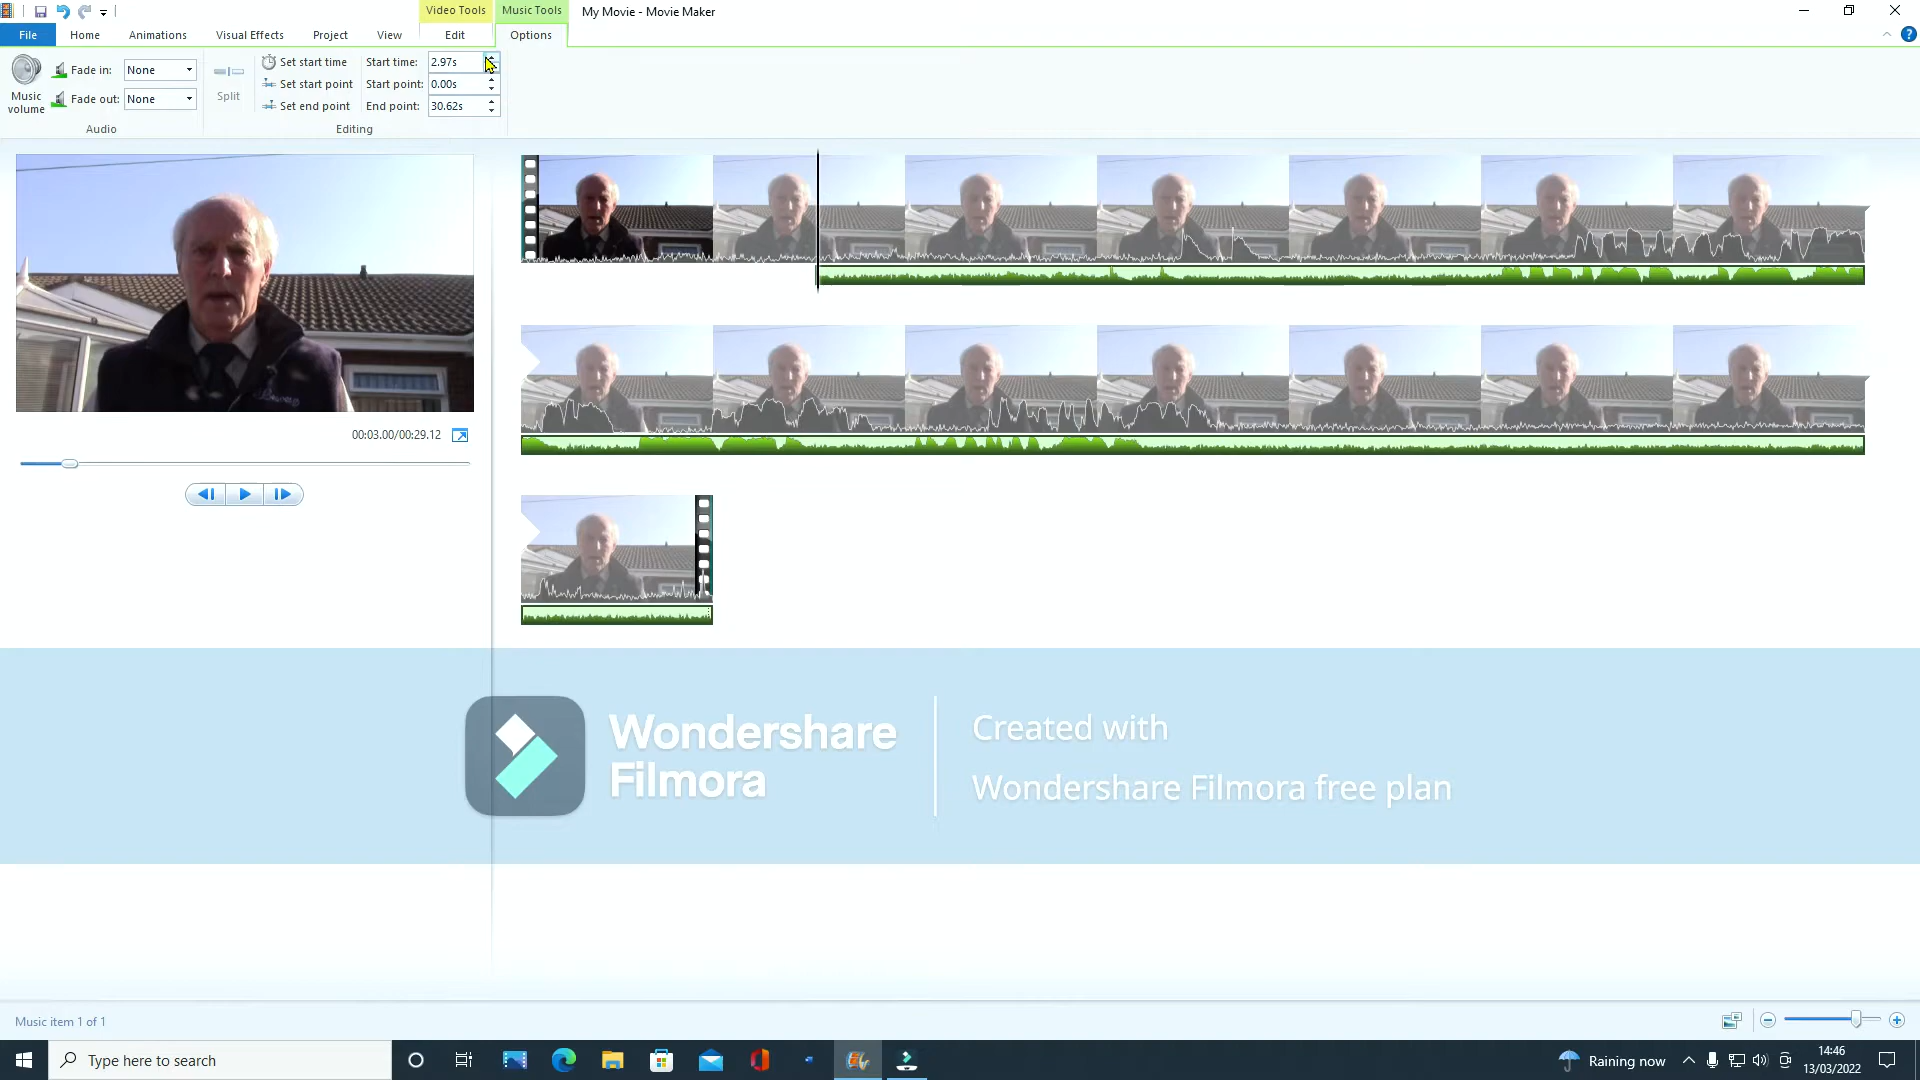 Video Tools
Music Tools
My Movie - Movie Maker
File
Home
Animations
Visual Effects
Project
View
Edit
Options
Music
volume
Fade in:
None
Fade out:
None
Split
Set start time
Set start point
Set end point
Start time:
2.97s
Start point:
0.00s
End point:
30.62s
Audio
Editing
00:03.00/00:29.12
Wondershare
Filmora
Created with
Wondershare Filmora free plan
Music item 1 of 1
Type here to search
Raining now
14:46
13/03/2022